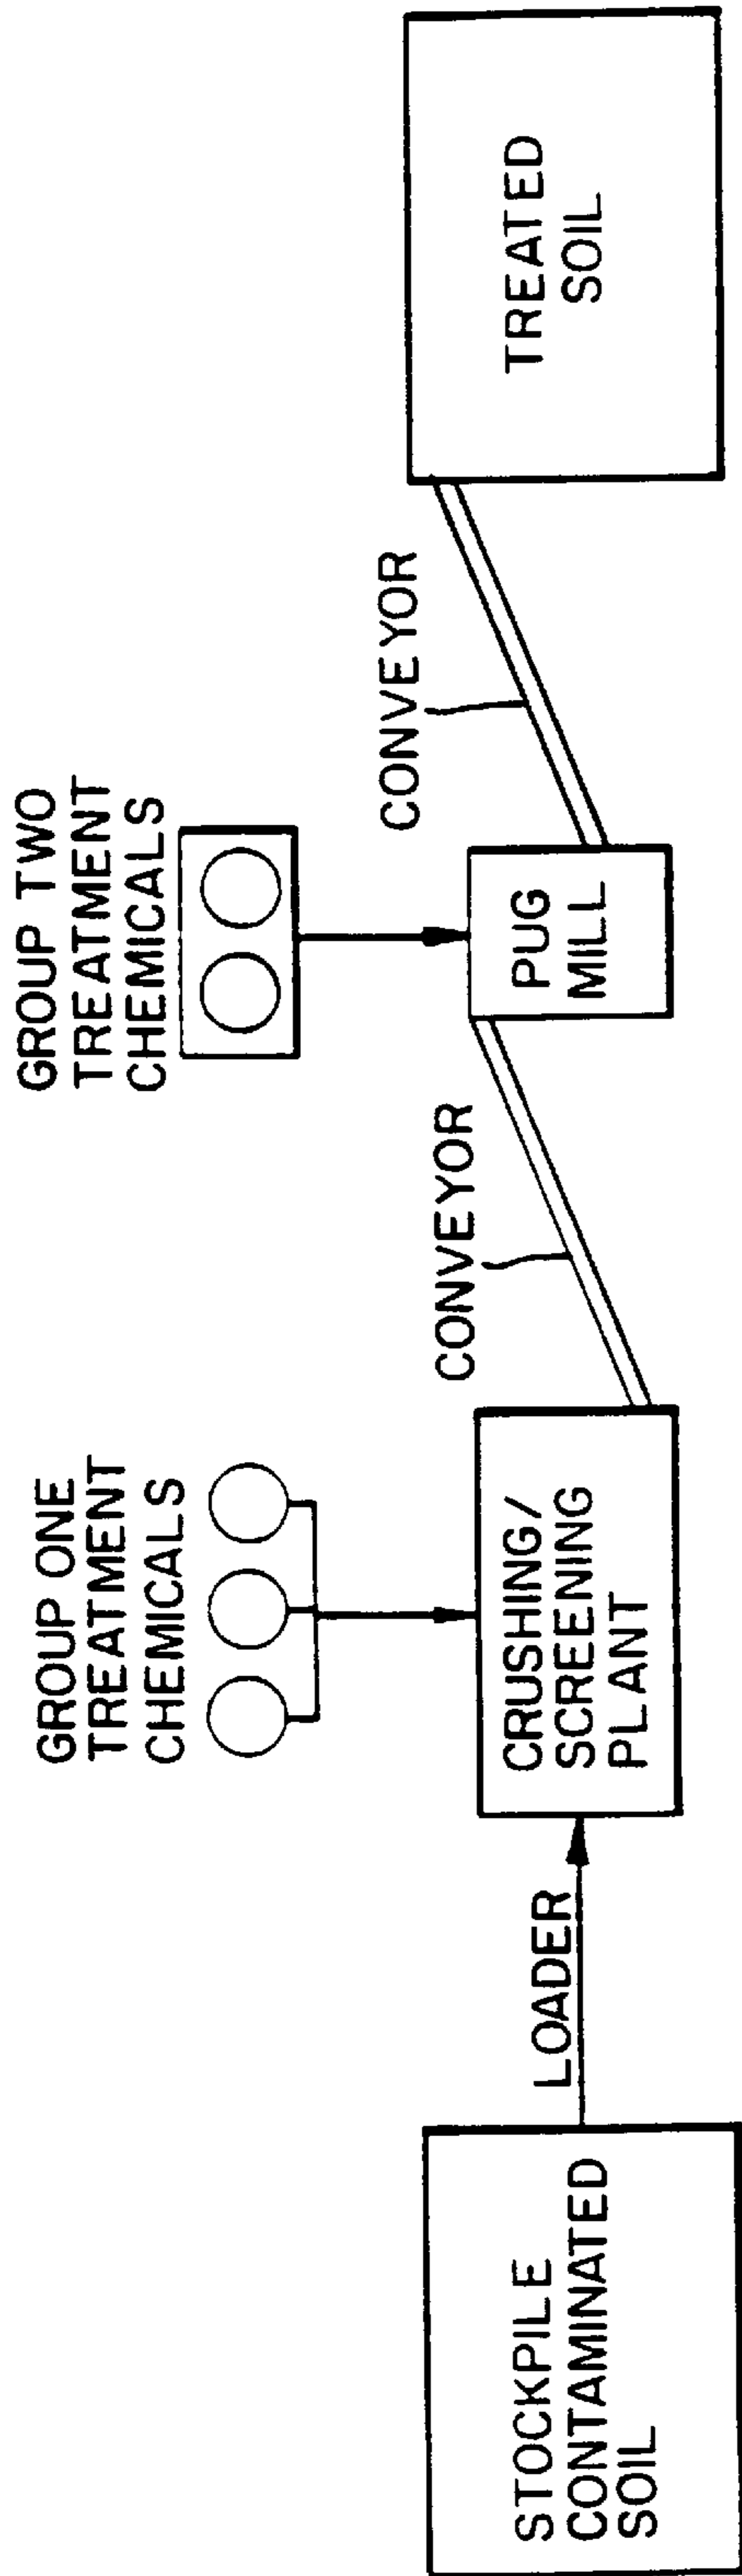 GROUP ONE
TREATMENT
CHEMICALS
GROUP TWO
TREATMENT
CHEMICALS
STOCKPILE
CONTAMINATED
SOIL
LOADER
CRUSHING/
SCREENING
PLANT
CONVEYOR
PUG
MILL
CONVEYOR
TREATED
SOIL